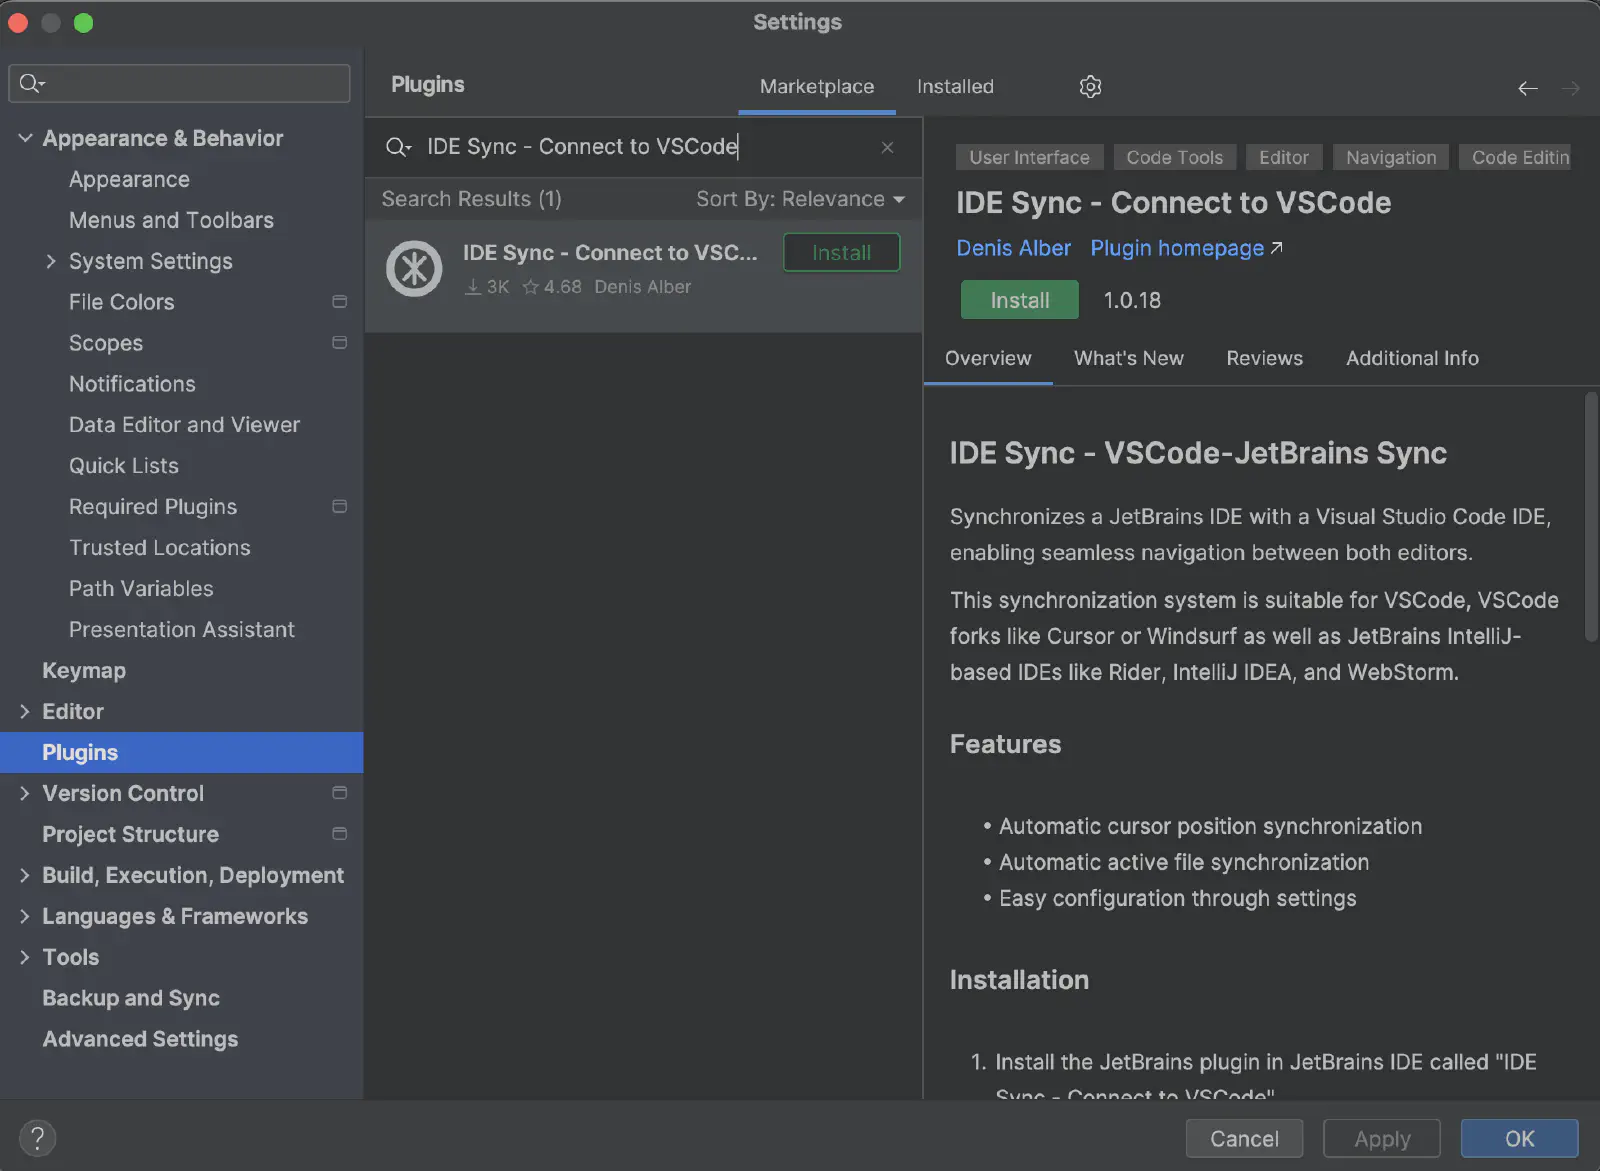 Settings
Appearance & Behavior
Appearance
Menus and Toolbars
System Settings
File Colors
Scopes
Notifications
Data Editor and Viewer
Quick Lists
Required Plugins
Trusted Locations
Path Variables
Presentation Assistant
Keymap
Editor
Plugins
Version Control
Project Structure
Build, Execution, Deployment
Languages & Frameworks
Tools
Backup and Sync
Advanced Settings
Plugins
Marketplace
Installed
IDE Sync - Connect to VSCode
Search Results (1)
Sort By: Relevance
IDE Sync - Connect to VSC...
Install
3K 4.68 Denis Alber
User Interface
Code Tools
Editor
Navigation
Code Editin
IDE Sync - Connect to VSCode
Denis Alber
Plugin homepage ↗
Install
1.0.18
Overview
What's New
Reviews
Additional Info
IDE Sync - VSCode-JetBrains Sync
Synchronizes a JetBrains IDE with a Visual Studio Code IDE,
enabling seamless navigation between both editors.
This synchronization system is suitable for VSCode, VSCode
forks like Cursor or Windsurf as well as JetBrains IntelliJ-
based IDEs like Rider, IntelliJ IDEA, and WebStorm.
Features
• Automatic cursor position synchronization
• Automatic active file synchronization
• Easy configuration through settings
Installation
1. Install the JetBrains plugin in JetBrains IDE called "IDE
Sync - Connect to VSCode"
?
Cancel
Apply
OK